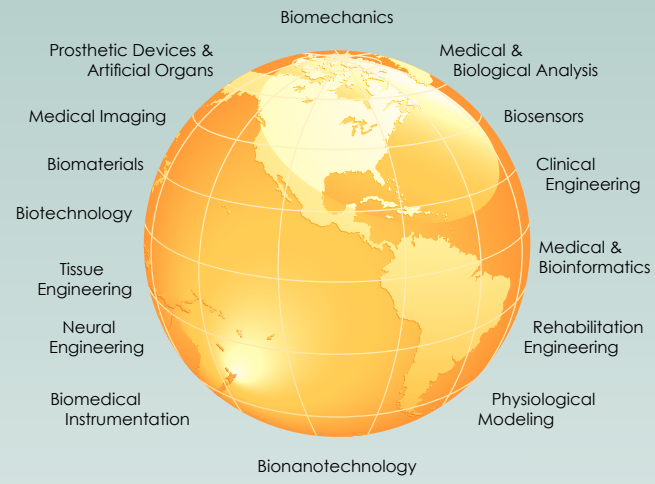 Biomechanics
Prosthetic Devices &
Artificial Organs
Medical &
Biological Analysis
Medical Imaging
Biosensors
Biomaterials
Clinical
Engineering
Biotechnology
Medical &
Bioinformatics
Tissue
Engineering
Neural
Engineering
Rehabilitation
Engineering
Biomedical
Instrumentation
Physiological
Modeling
Bionanotechnology